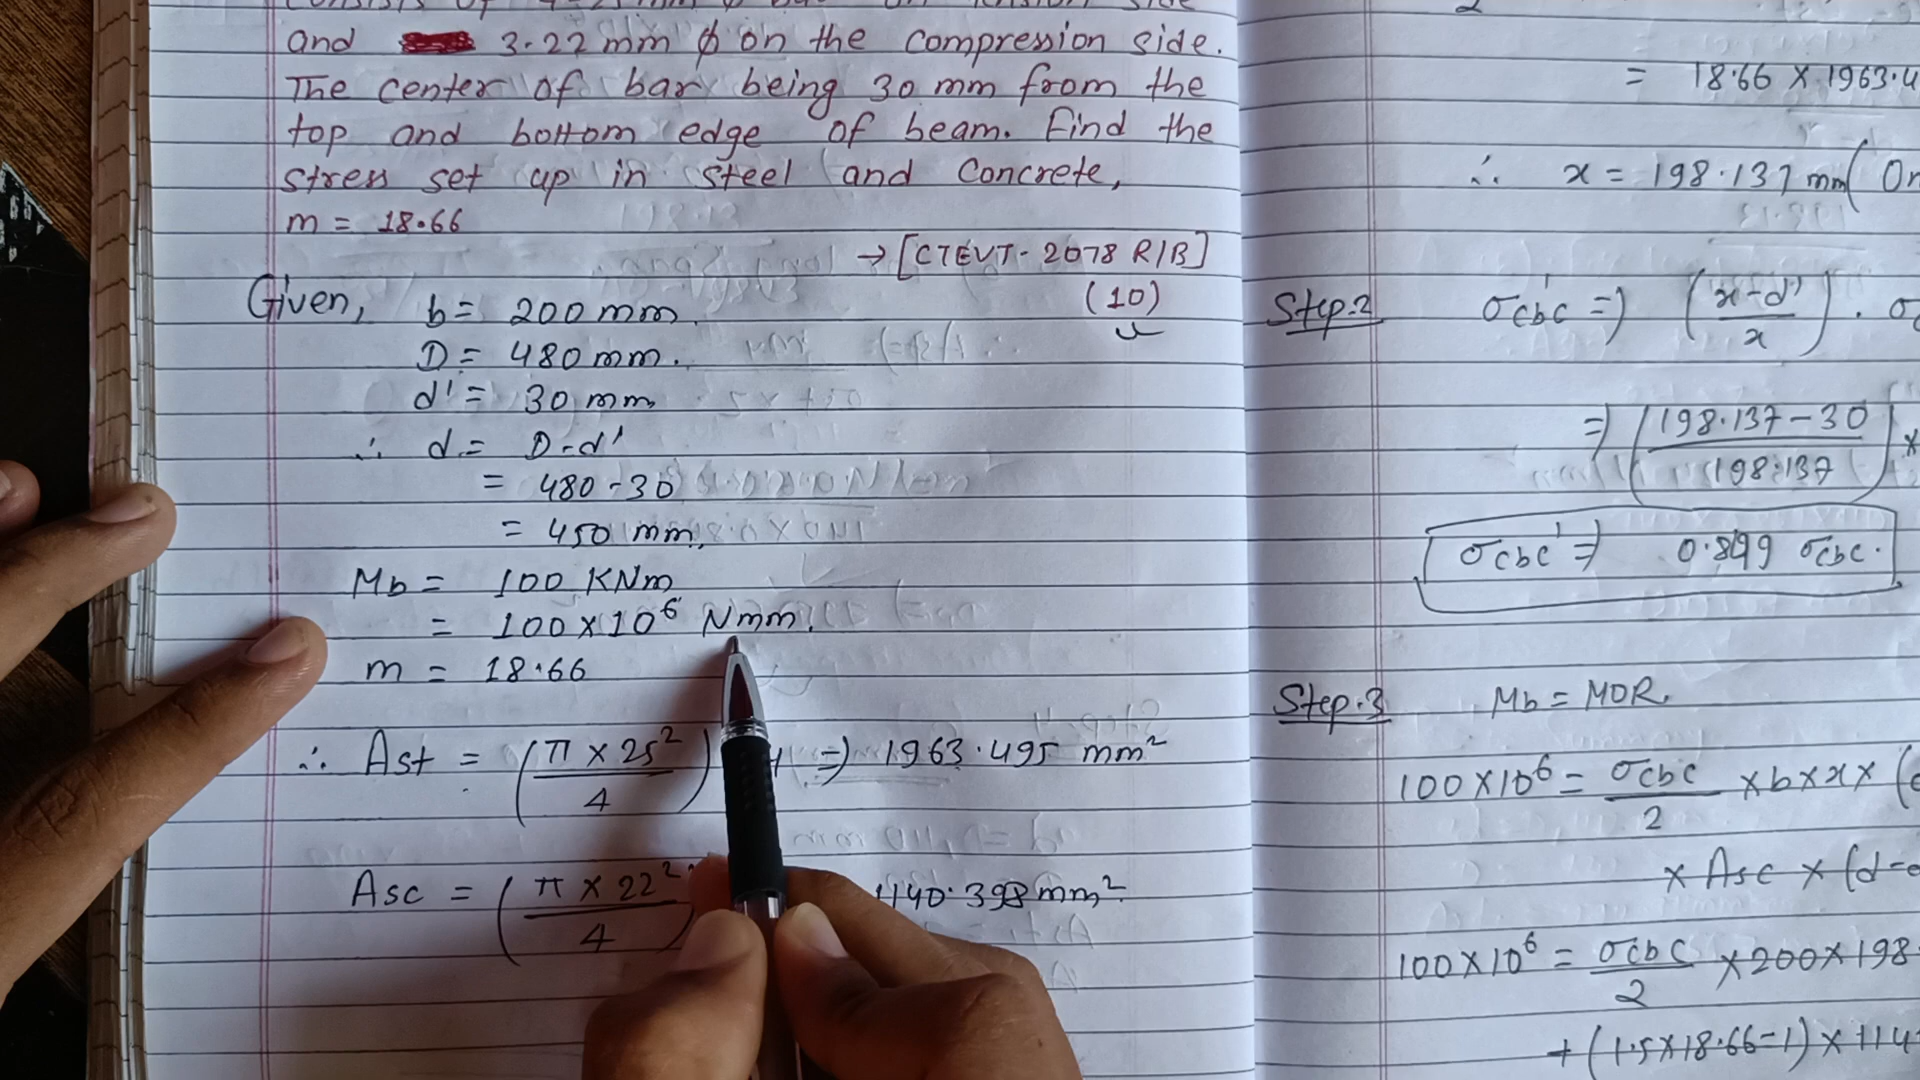 and 3-22 mm ϕ on the compression side.
The center of bar being 30 mm from the
top and bottom edge of beam. Find the
stress set up in steel and concrete,
m = 18.66
→ [CTEVT- 2078 R/B]
(10)
Given, b = 200 mm.
D = 480 mm.
d' = 30 mm
∴ d = D-d'
= 480-30
= 450 mm.
Mb = 100 KNm
= 100×10⁶ Nmm.
m = 18.66
∴ Ast = (π × 25² / 4) ⇒ 1963.495 mm²
Asc = (π × 22² / 4) 1140.398 mm²
2
= 18.66 × 1963.4
∴ x = 198.137 mm (
Step.2 σcbc' ⇒ (x-d' / x) .
⇒ (198.137-30 / 198.137) ×
σcbc' ⇒ 0.849 σcbc.
Step.3 Mb = MOR.
100×10⁶ = σcbc / 2 × b × x × (
× Asc × (d-
100×10⁶ = σcbc / 2 × 200 × 198
+ (1.5×18.66-1) × 114